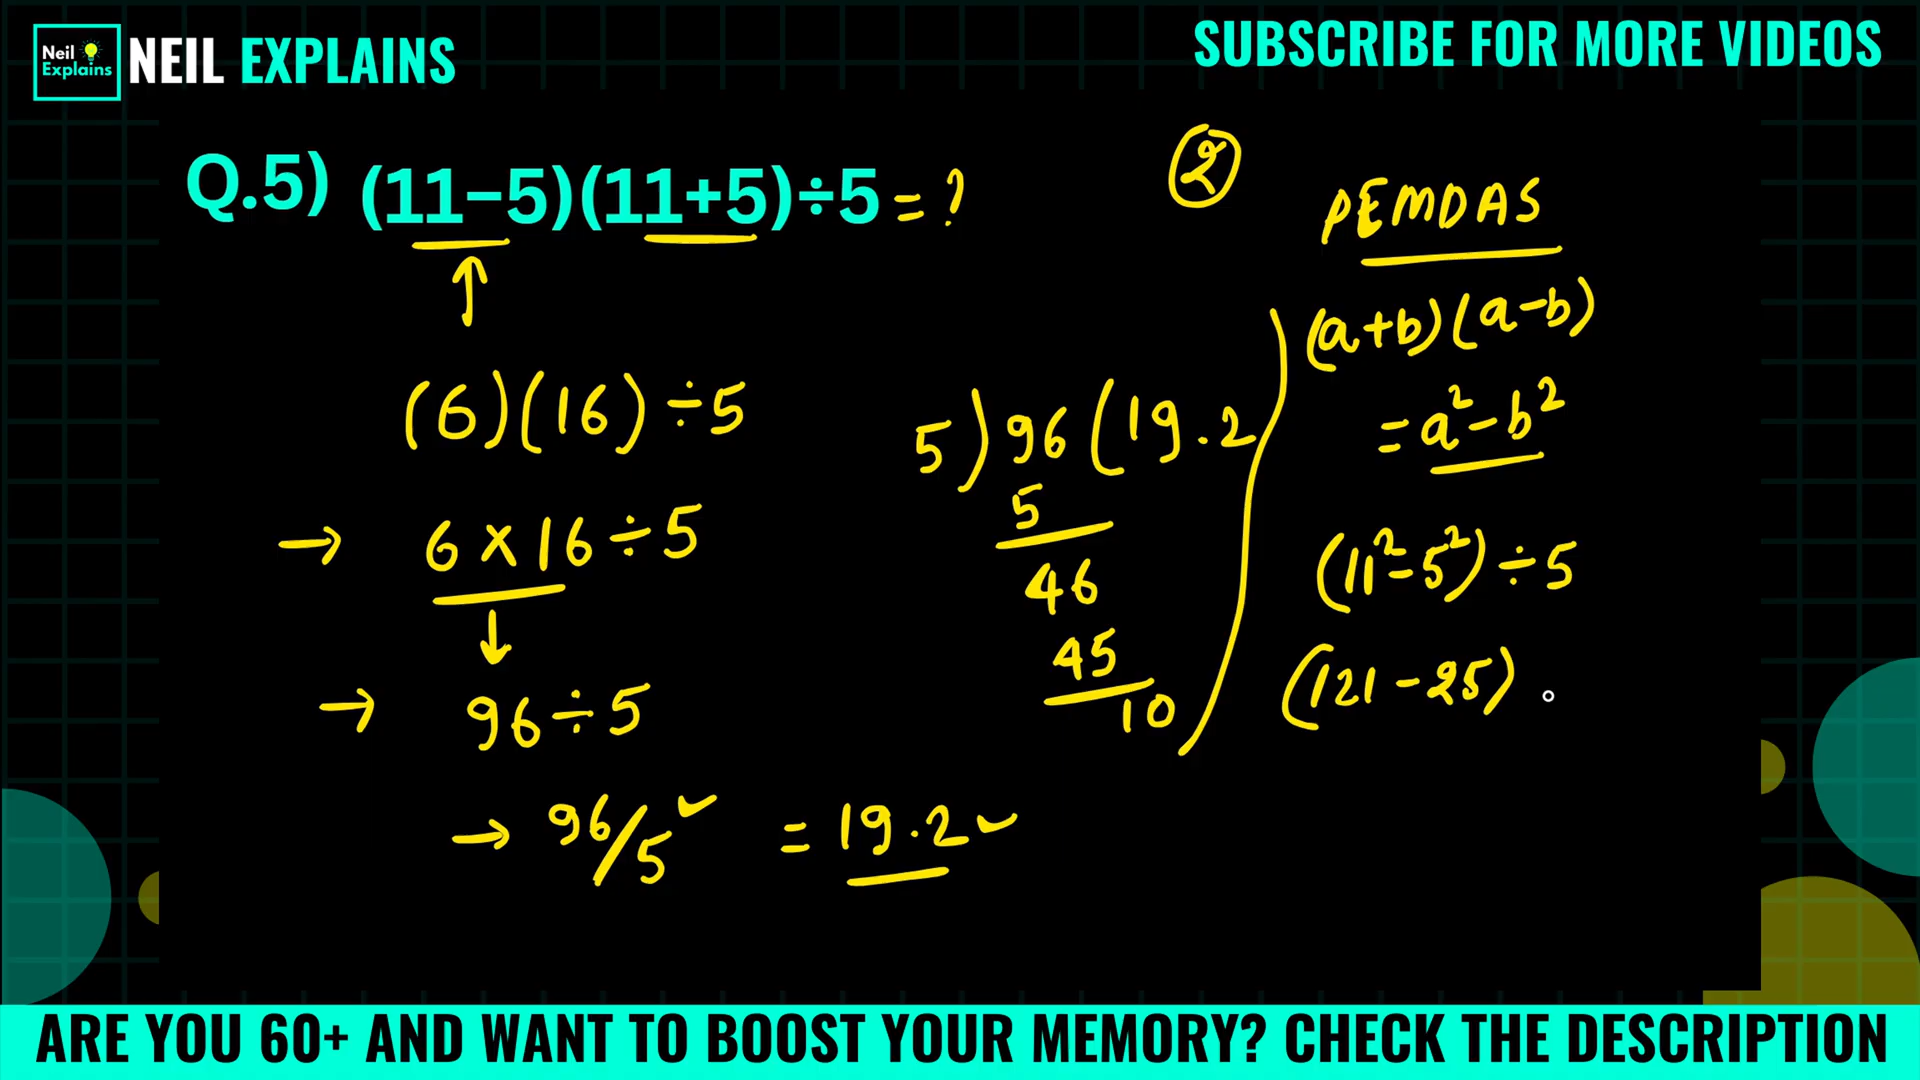 Neil
Explains
NEIL EXPLAINS
SUBSCRIBE FOR MORE VIDEOS
Q.5) (11−5)(11+5)÷5 = ?
(6)(16)÷5
→ 6×16÷5
↓
→ 96÷5
→ 96/5 = 19.2
5)96(19.2
5
46
45
10
2
PEMDAS
(a+b)(a-b)
= a²-b²
(11²-5²)÷5
(121-25)
ARE YOU 60+ AND WANT TO BOOST YOUR MEMORY? CHECK THE DESCRIPTION